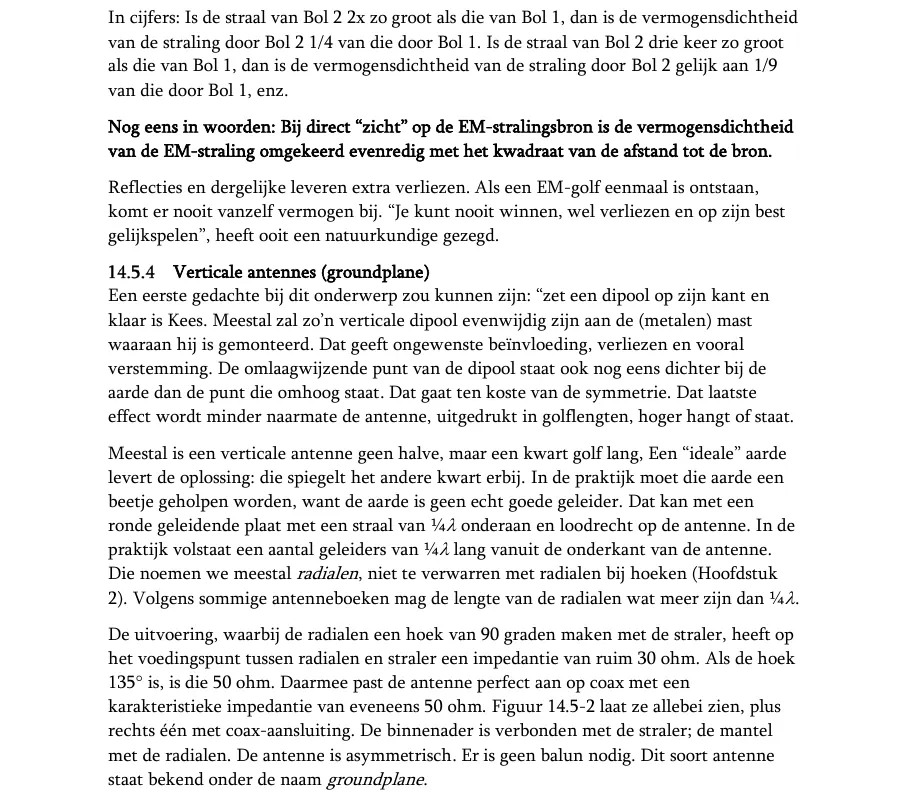 In cijfers: Is de straal van Bol 2 2x zo groot als die van Bol 1, dan is de vermogensdichtheid
van de straling door Bol 2 1/4 van die door Bol 1. Is de straal van Bol 2 drie keer zo groot
als die van Bol 1, dan is de vermogensdichtheid van de straling door Bol 2 gelijk aan 1/9
van die door Bol 1, enz.
Nog eens in woorden: Bij direct “zicht” op de EM-stralingsbron is de vermogensdichtheid
van de EM-straling omgekeerd evenredig met het kwadraat van de afstand tot de bron.
Reflecties en dergelijke leveren extra verliezen. Als een EM-golf eenmaal is ontstaan,
komt er nooit vanzelf vermogen bij. “Je kunt nooit winnen, wel verliezen en op zijn best
gelijkspelen”, heeft ooit een natuurkundige gezegd.
14.5.4 Verticale antennes (groundplane)
Een eerste gedachte bij dit onderwerp zou kunnen zijn: “zet een dipool op zijn kant en
klaar is Kees. Meestal zal zo’n verticale dipool evenwijdig zijn aan de (metalen) mast
waaraan hij is gemonteerd. Dat geeft ongewenste beïnvloeding, verliezen en vooral
verstemming. De omlaagwijzende punt van de dipool staat ook nog eens dichter bij de
aarde dan de punt die omhoog staat. Dat gaat ten koste van de symmetrie. Dat laatste
effect wordt minder naarmate de antenne, uitgedrukt in golflengten, hoger hangt of staat.
Meestal is een verticale antenne geen halve, maar een kwart golf lang, Een “ideale” aarde
levert de oplossing: die spiegelt het andere kwart erbij. In de praktijk moet die aarde een
beetje geholpen worden, want de aarde is geen echt goede geleider. Dat kan met een
ronde geleidende plaat met een straal van ¼λ onderaan en loodrecht op de antenne. In de
praktijk volstaat een aantal geleiders van ¼λ lang vanuit de onderkant van de antenne.
Die noemen we meestal radialen, niet te verwarren met radialen bij hoeken (Hoofdstuk
2). Volgens sommige antenneboeken mag de lengte van de radialen wat meer zijn dan ¼λ.
De uitvoering, waarbij de radialen een hoek van 90 graden maken met de straler, heeft op
het voedingspunt tussen radialen en straler een impedantie van ruim 30 ohm. Als de hoek
135° is, is die 50 ohm. Daarmee past de antenne perfect aan op coax met een
karakteristieke impedantie van eveneens 50 ohm. Figuur 14.5-2 laat ze allebei zien, plus
rechts één met coax-aansluiting. De binnenader is verbonden met de straler; de mantel
met de radialen. De antenne is asymmetrisch. Er is geen balun nodig. Dit soort antenne
staat bekend onder de naam groundplane.